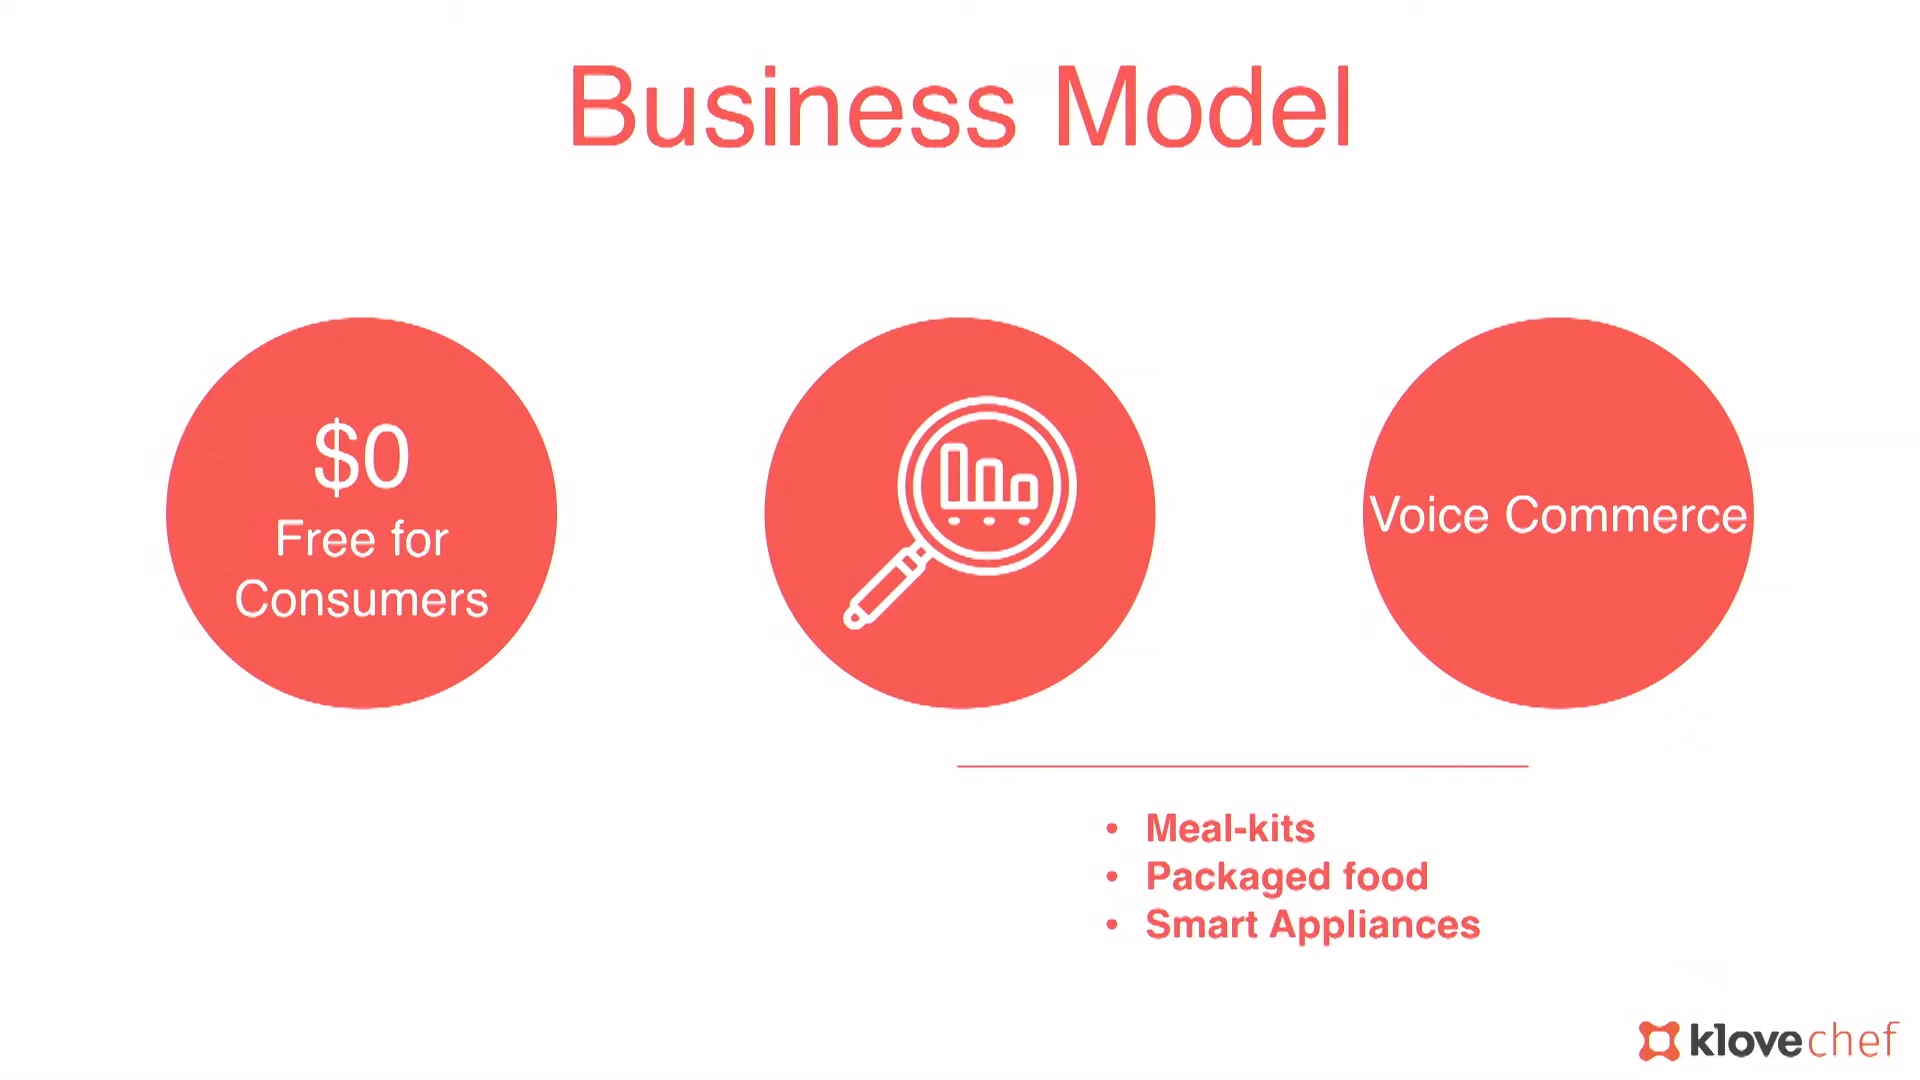 Business Model
$0
Free for
Consumers
Voice Commerce
• Meal-kits
• Packaged food
• Smart Appliances
klovechef